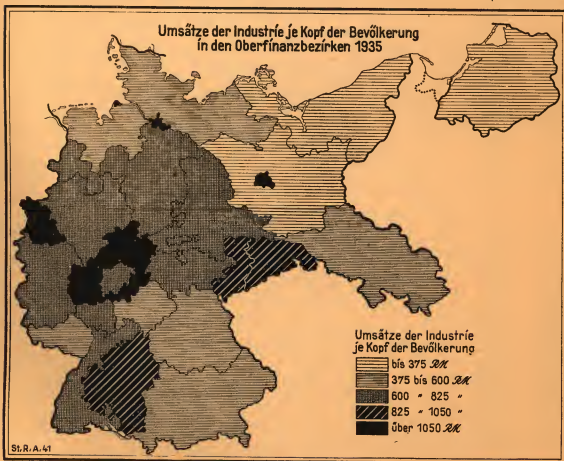 Umsätze der Industrie je Kopf der Bevölkerung
in den Oberfinanzbezirken 1935
Umsätze der Industrie
je Kopf der Bevölkerung
bis 375 RM
375 bis 600 RM
600 " 825 "
825 " 1050 "
über 1050 RM
St.R.A.41